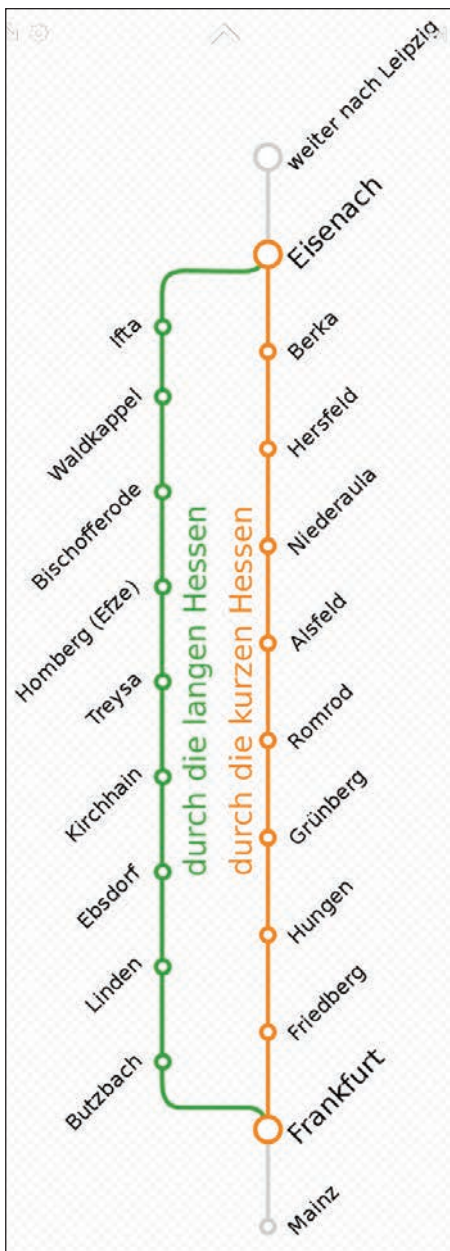 weiter nach Leipzig
Eisenach
Ifta
Berka
Waldkappel
Hersfeld
Bischofferode
Niederaula
Homberg (Efze)
Alsfeld
Treysa
Romrod
durch die langen Hessen
durch die kurzen Hessen
Kirchhain
Grünberg
Ebsdorf
Hungen
Linden
Friedberg
Butzbach
Frankfurt
Mainz